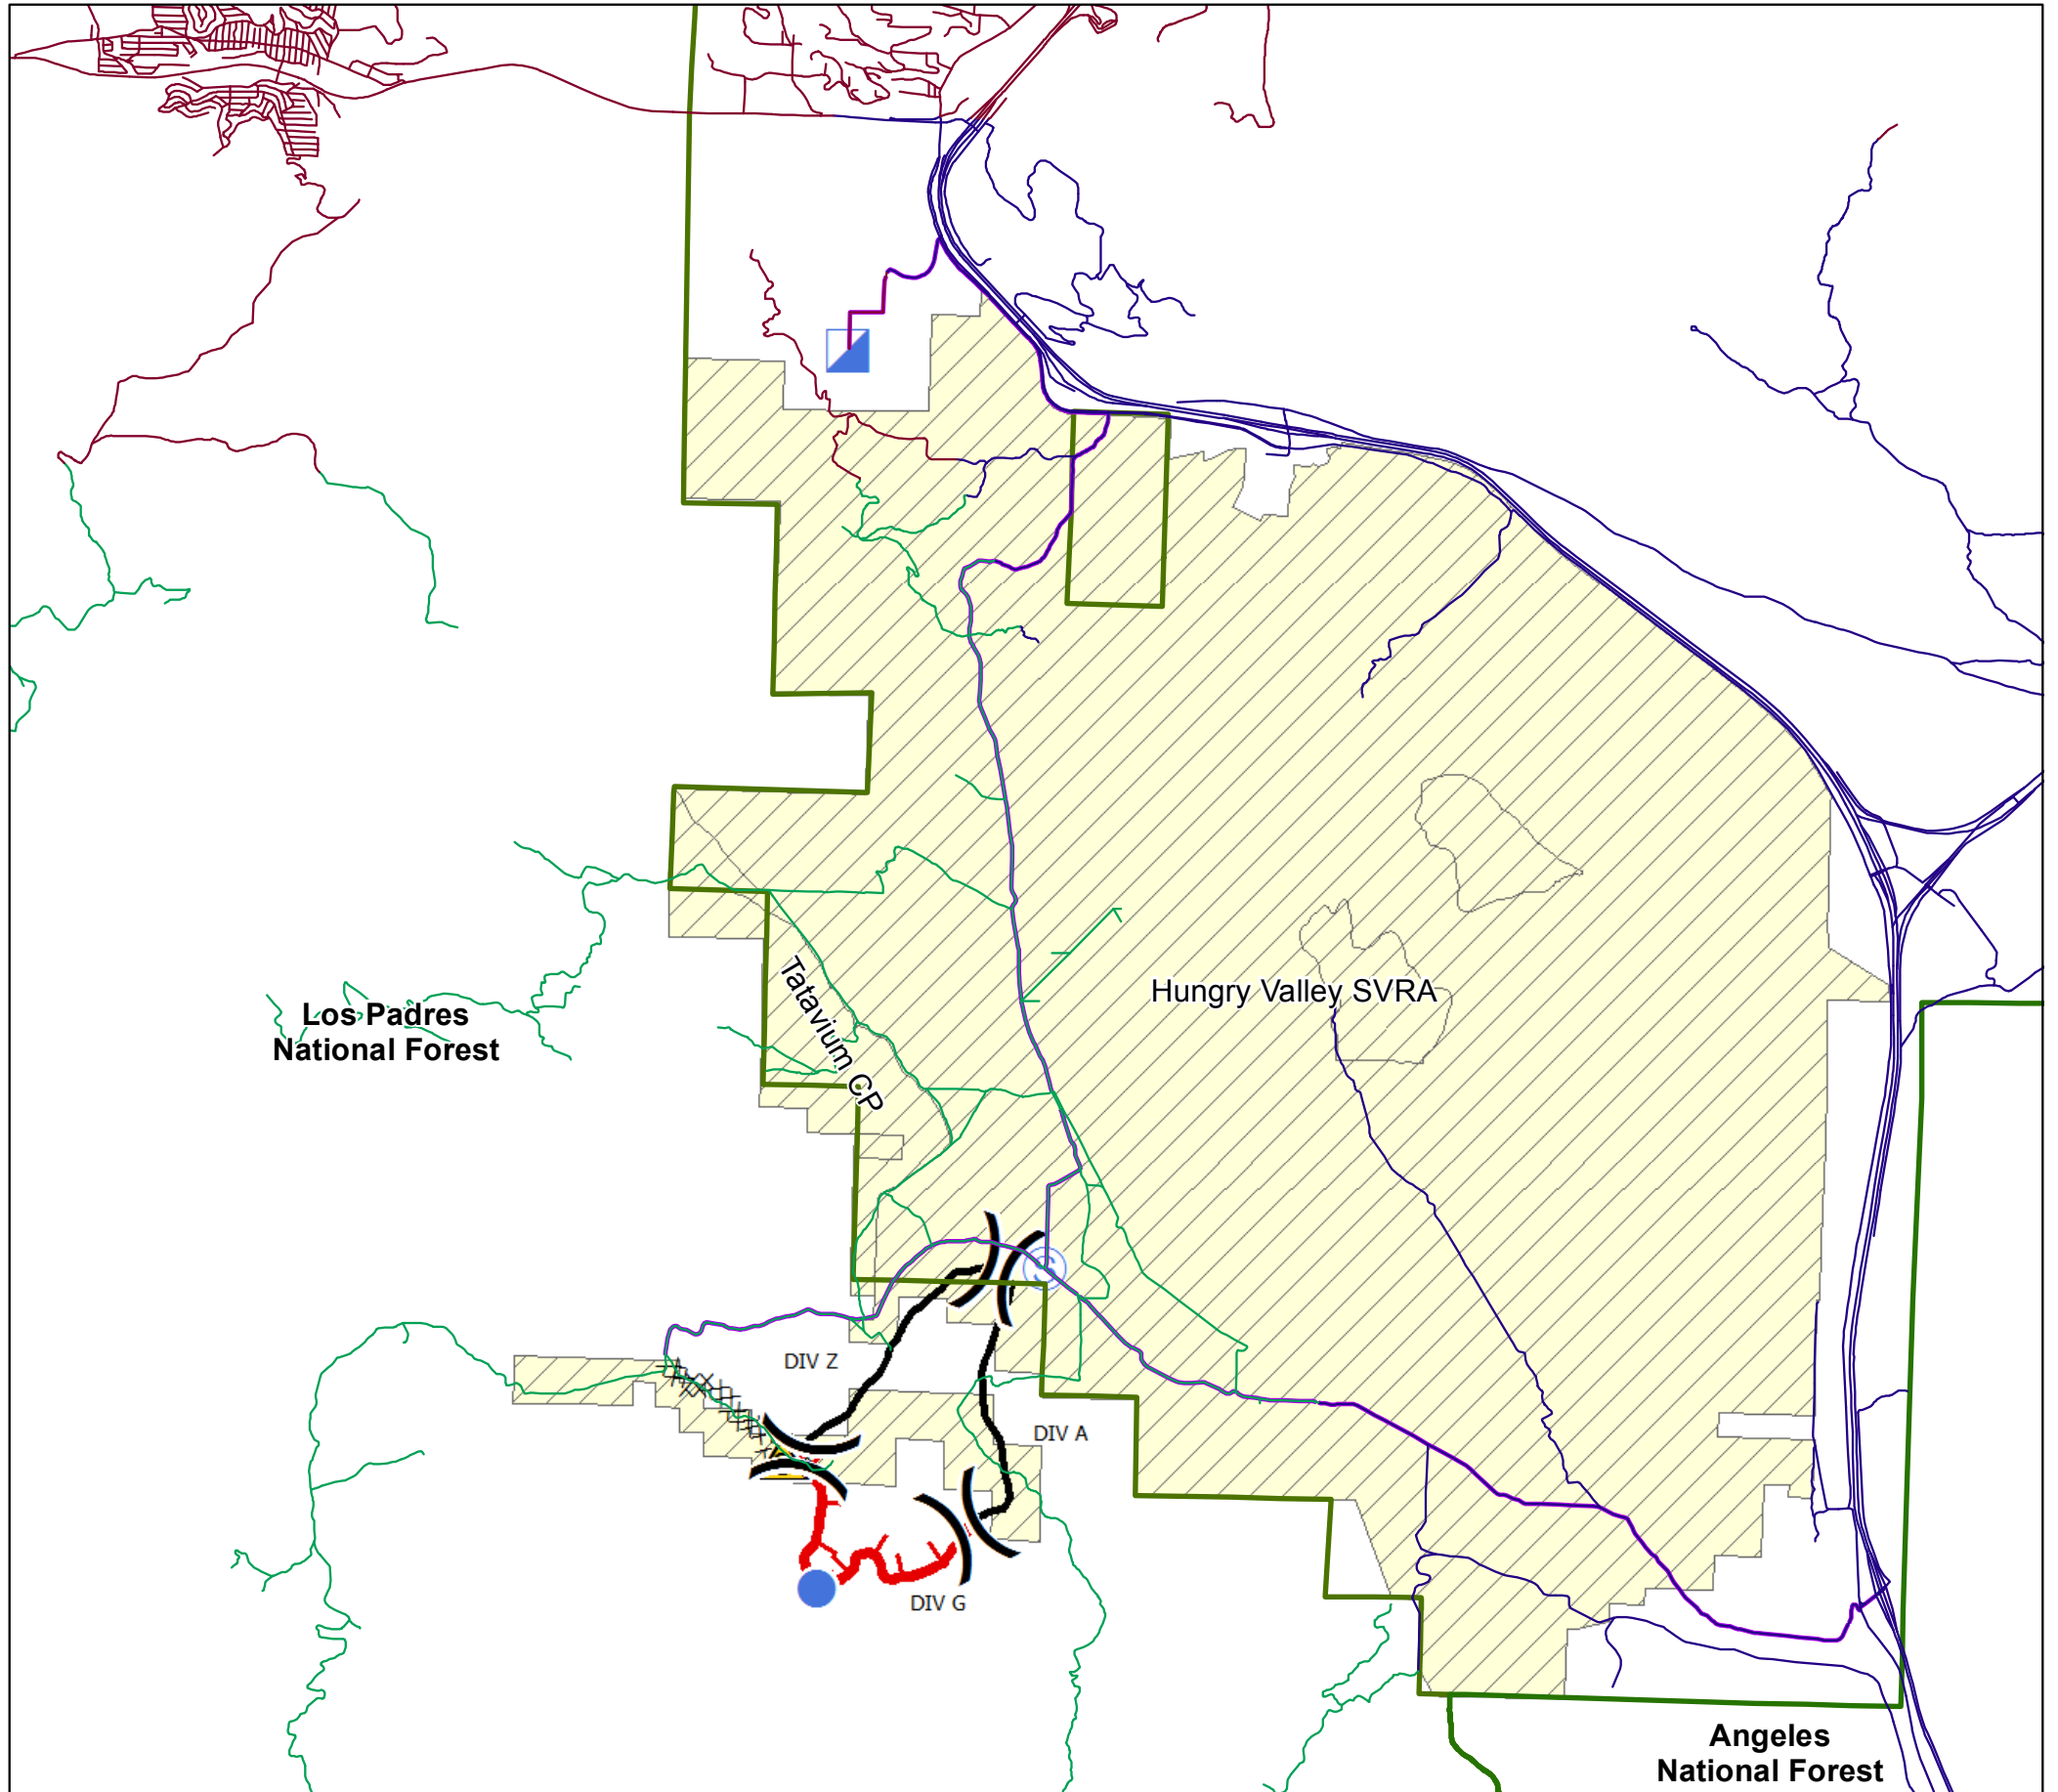 Hungry Valley SVRA
Tatavium CP
Los Padres
National Forest
S
DIV Z
DIV A
DIV G
Angeles
National Forest